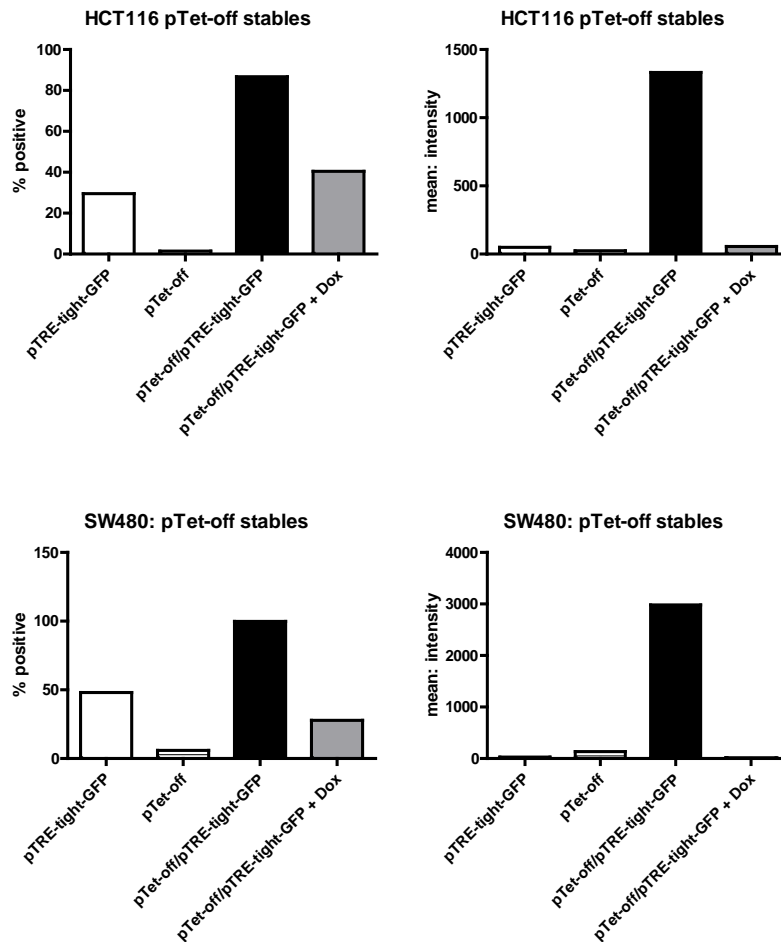 HCT116 pTet-off stables
% positive
100
80
60
40
20
0
pTRE-tight-GFP
pTet-off
pTet-off/pTRE-tight-GFP
pTet-off/pTRE-tight-GFP + Dox
HCT116 pTet-off stables
mean: intensity
1500
1000
500
0
pTRE-tight-GFP
pTet-off
pTet-off/pTRE-tight-GFP
pTet-off/pTRE-tight-GFP + Dox
SW480: pTet-off stables
% positive
150
100
50
0
pTRE-tight-GFP
pTet-off
pTet-off/pTRE-tight-GFP
pTet-off/pTRE-tight-GFP + Dox
SW480: pTet-off stables
mean: intensity
4000
3000
2000
1000
0
pTRE-tight-GFP
pTet-off
pTet-off/pTRE-tight-GFP
pTet-off/pTRE-tight-GFP + Dox